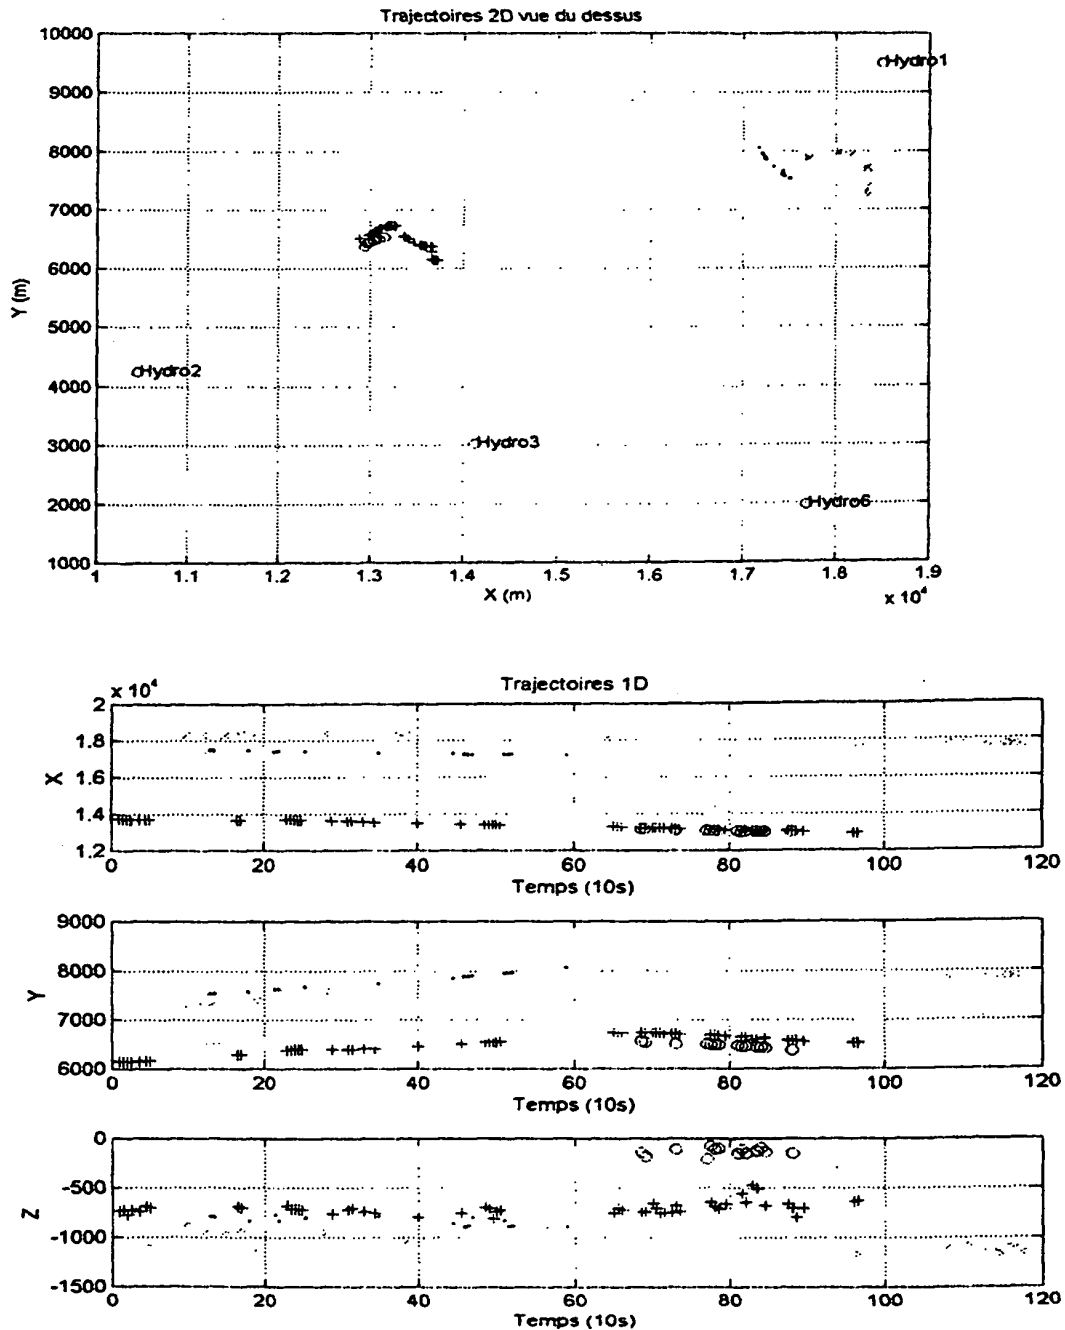 Trajectoires 2D vue du dessus
10000
Hydro1
9000
8000
7000
6000
Y (m)
5000
Hydro2
4000
Hydro3
3000
Hydro6
2000
1000
1 1.1 1.2 1.3 1.4 1.5 1.6 1.7 1.8 1.9
X (m)
x 10^4
x 10^4
Trajectoires 1D
2
1.8
X
1.6
1.4
1.2
0 20 40 60 80 100 120
Temps (10s)
9000
8000
Y
7000
6000
0 20 40 60 80 100 120
Temps (10s)
0
-500
Z
-1000
-1500
0 20 40 60 80 100 120
Temps (10s)